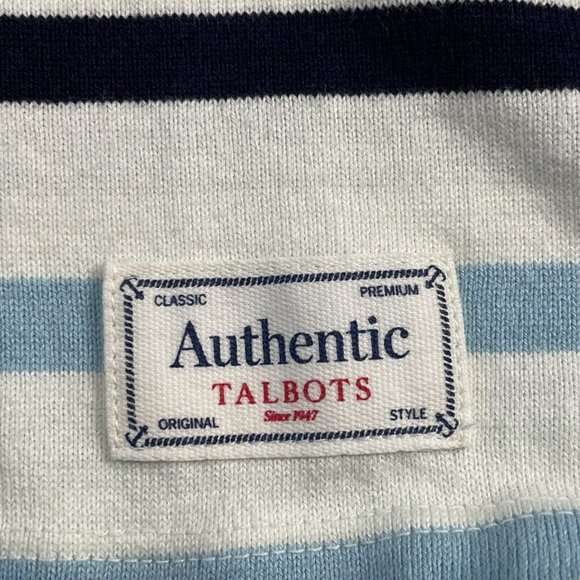 CLASSIC PREMIUM
Authentic
TALBOTS
Since 1947
ORIGINAL STYLE